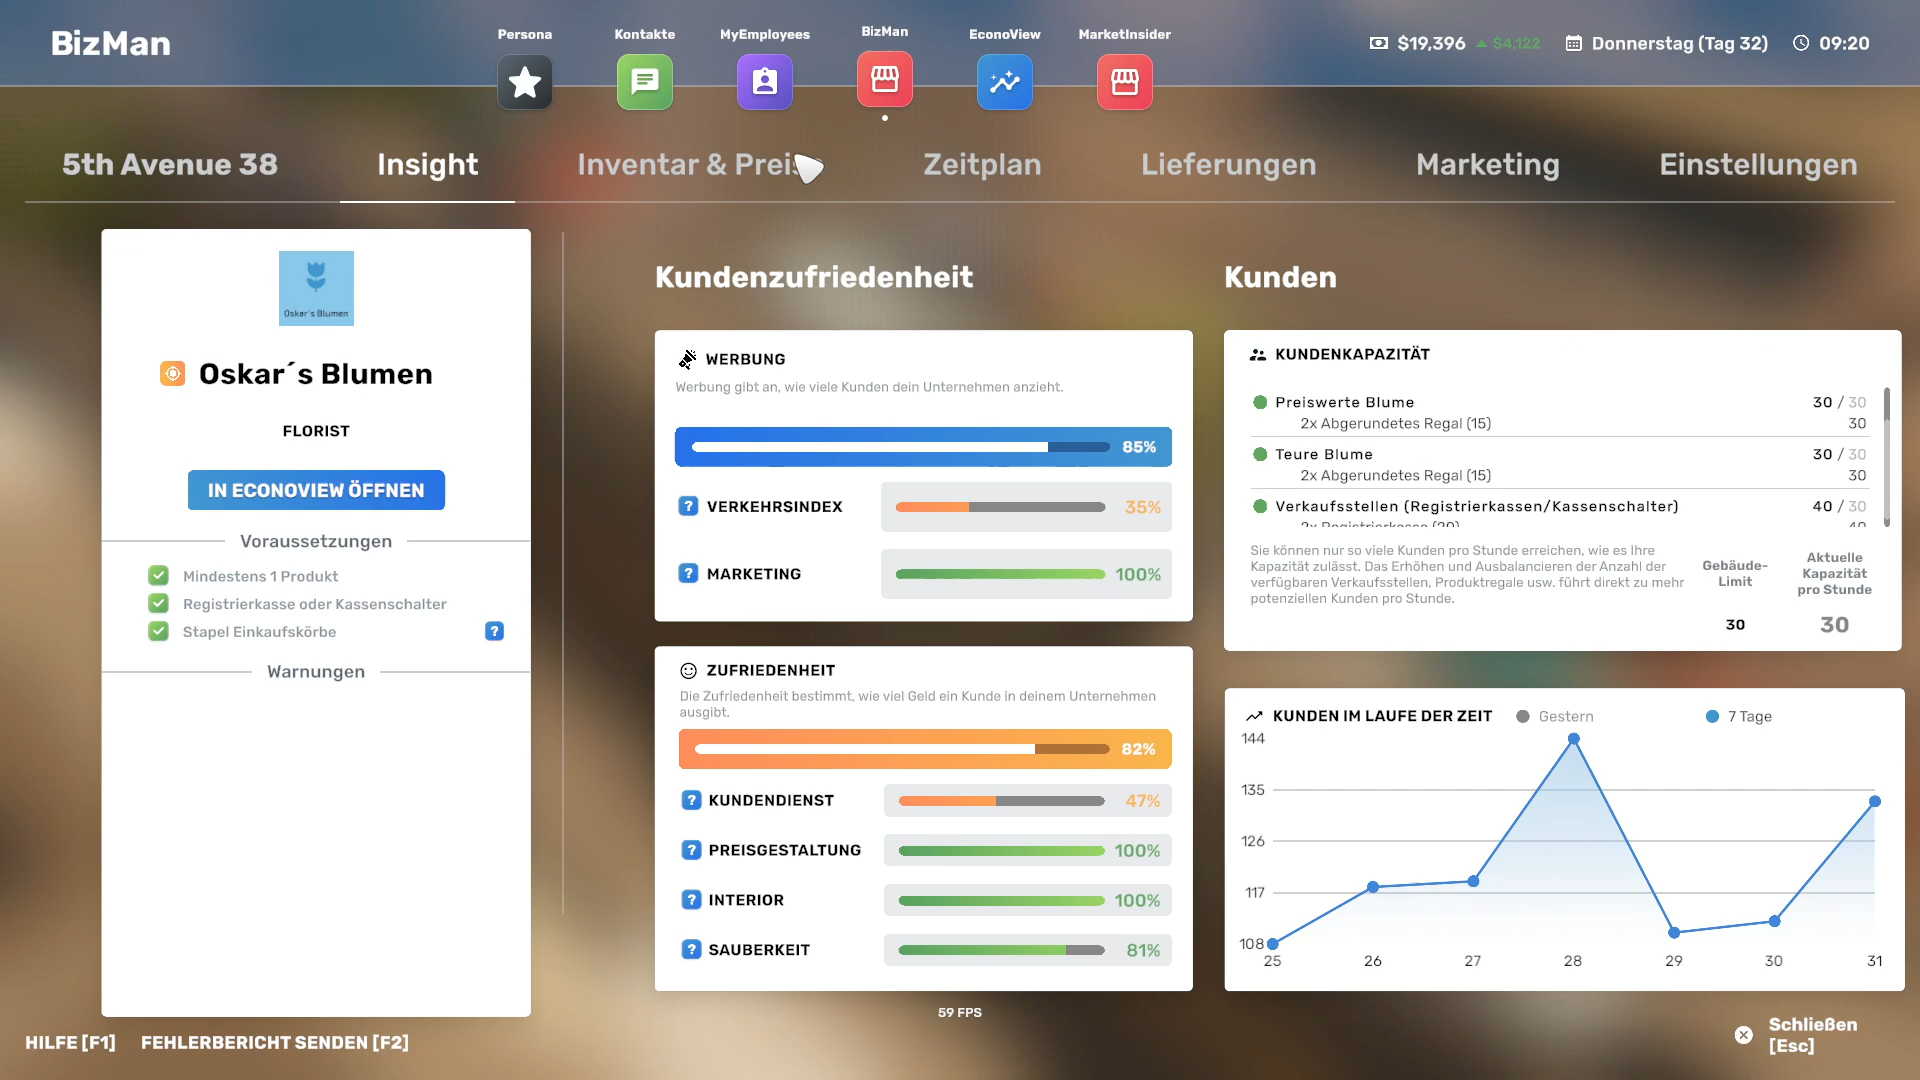 BizMan
Persona
Kontakte
MyEmployees
BizMan
EconoView
MarketInsider
$19,396
$4,122
Donnerstag (Tag 32)
09:20
5th Avenue 38
Insight
Inventar & Preis
Zeitplan
Lieferungen
Marketing
Einstellungen
Oskar´s Blumen
Oskar´s Blumen
FLORIST
IN ECONOVIEW ÖFFNEN
Voraussetzungen
Mindestens 1 Produkt
Registrierkasse oder Kassenschalter
Stapel Einkaufskörbe
?
Warnungen
Kundenzufriedenheit
WERBUNG
Werbung gibt an, wie viele Kunden dein Unternehmen anzieht.
85%
? VERKEHRSINDEX 35%
? MARKETING 100%
ZUFRIEDENHEIT
Die Zufriedenheit bestimmt, wie viel Geld ein Kunde in deinem Unternehmen
ausgibt.
82%
? KUNDENDIENST 47%
? PREISGESTALTUNG 100%
? INTERIOR 100%
? SAUBERKEIT 81%
Kunden
KUNDENKAPAZITÄT
Preiswerte Blume 30 / 30
2x Abgerundetes Regal (15) 30
Teure Blume 30 / 30
2x Abgerundetes Regal (15) 30
Verkaufsstellen (Registrierkassen/Kassenschalter) 40 / 30
2x Registrierkasse (20) 40
Sie können nur so viele Kunden pro Stunde erreichen, wie es Ihre
Kapazität zulässt. Das Erhöhen und Ausbalancieren der Anzahl der
verfügbaren Verkaufsstellen, Produktregale usw. führt direkt zu mehr
potenziellen Kunden pro Stunde.
Gebäude-
Limit
30
Aktuelle
Kapazität
pro Stunde
30
KUNDEN IM LAUFE DER ZEIT
Gestern
7 Tage
144
135
126
117
108
25 26 27 28 29 30 31
59 FPS
HILFE [F1]
FEHLERBERICHT SENDEN [F2]
Schließen
[Esc]